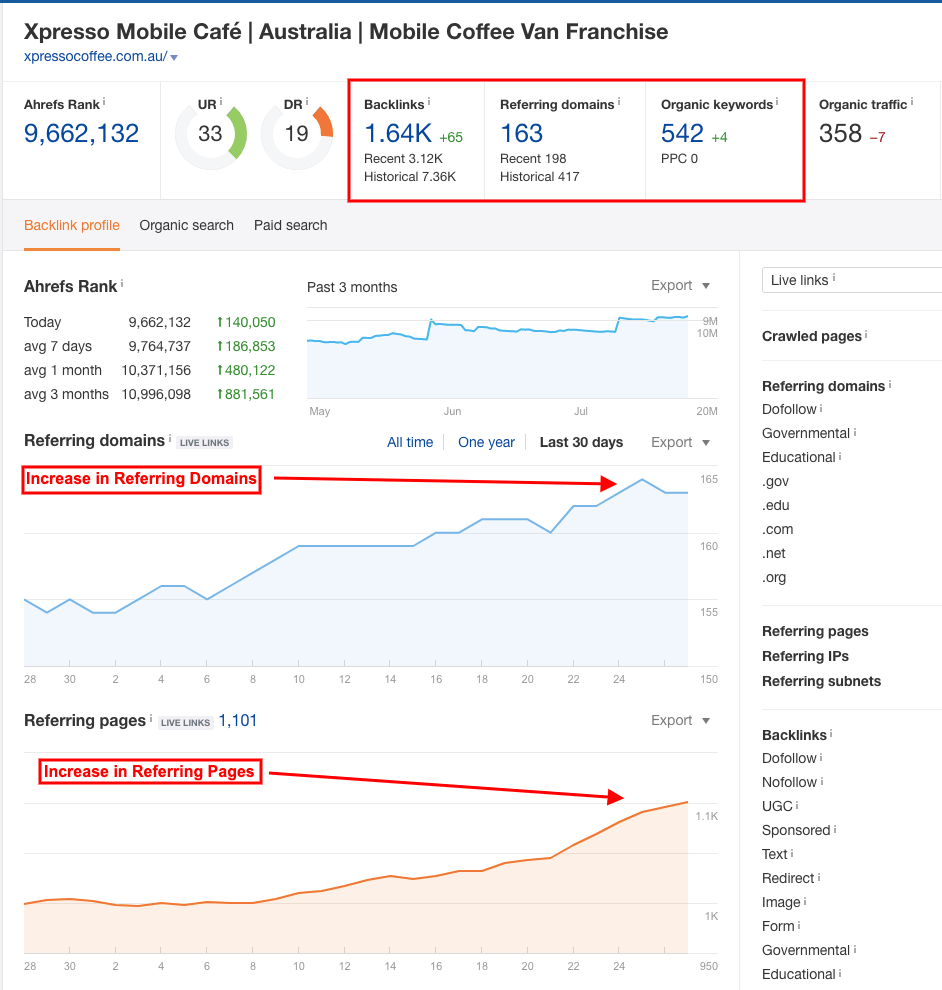 Xpresso Mobile Café | Australia | Mobile Coffee Van Franchise
xpressocoffee.com.au/
Ahrefs Rank i
9,662,132
UR i
33
DR i
19
Backlinks i
1.64K +65
Recent 3.12K
Historical 7.36K
Referring domains i
163
Recent 198
Historical 417
Organic keywords i
542 +4
PPC 0
Organic traffic i
358 −7
Backlink profile Organic search Paid search
Ahrefs Rank i
Today 9,662,132 ↑140,050
avg 7 days 9,764,737 ↑186,853
avg 1 month 10,371,156 ↑480,122
avg 3 months 10,996,098 ↑881,561
Past 3 months Export
9M
10M
20M
May Jun Jul
Referring domains i LIVE LINKS All time One year Last 30 days Export
Increase in Referring Domains
165
160
155
150
28 30 2 4 6 8 10 12 14 16 18 20 22 24
Referring pages i LIVE LINKS 1,101 Export
Increase in Referring Pages
1.1K
1K
950
28 30 2 4 6 8 10 12 14 16 18 20 22 24
Live links i
Crawled pages i
Referring domains i
Dofollow i
Governmental i
Educational i
.gov
.edu
.com
.net
.org
Referring pages
Referring IPs
Referring subnets
Backlinks i
Dofollow i
Nofollow i
UGC i
Sponsored i
Text i
Redirect i
Image i
Form i
Governmental i
Educational i